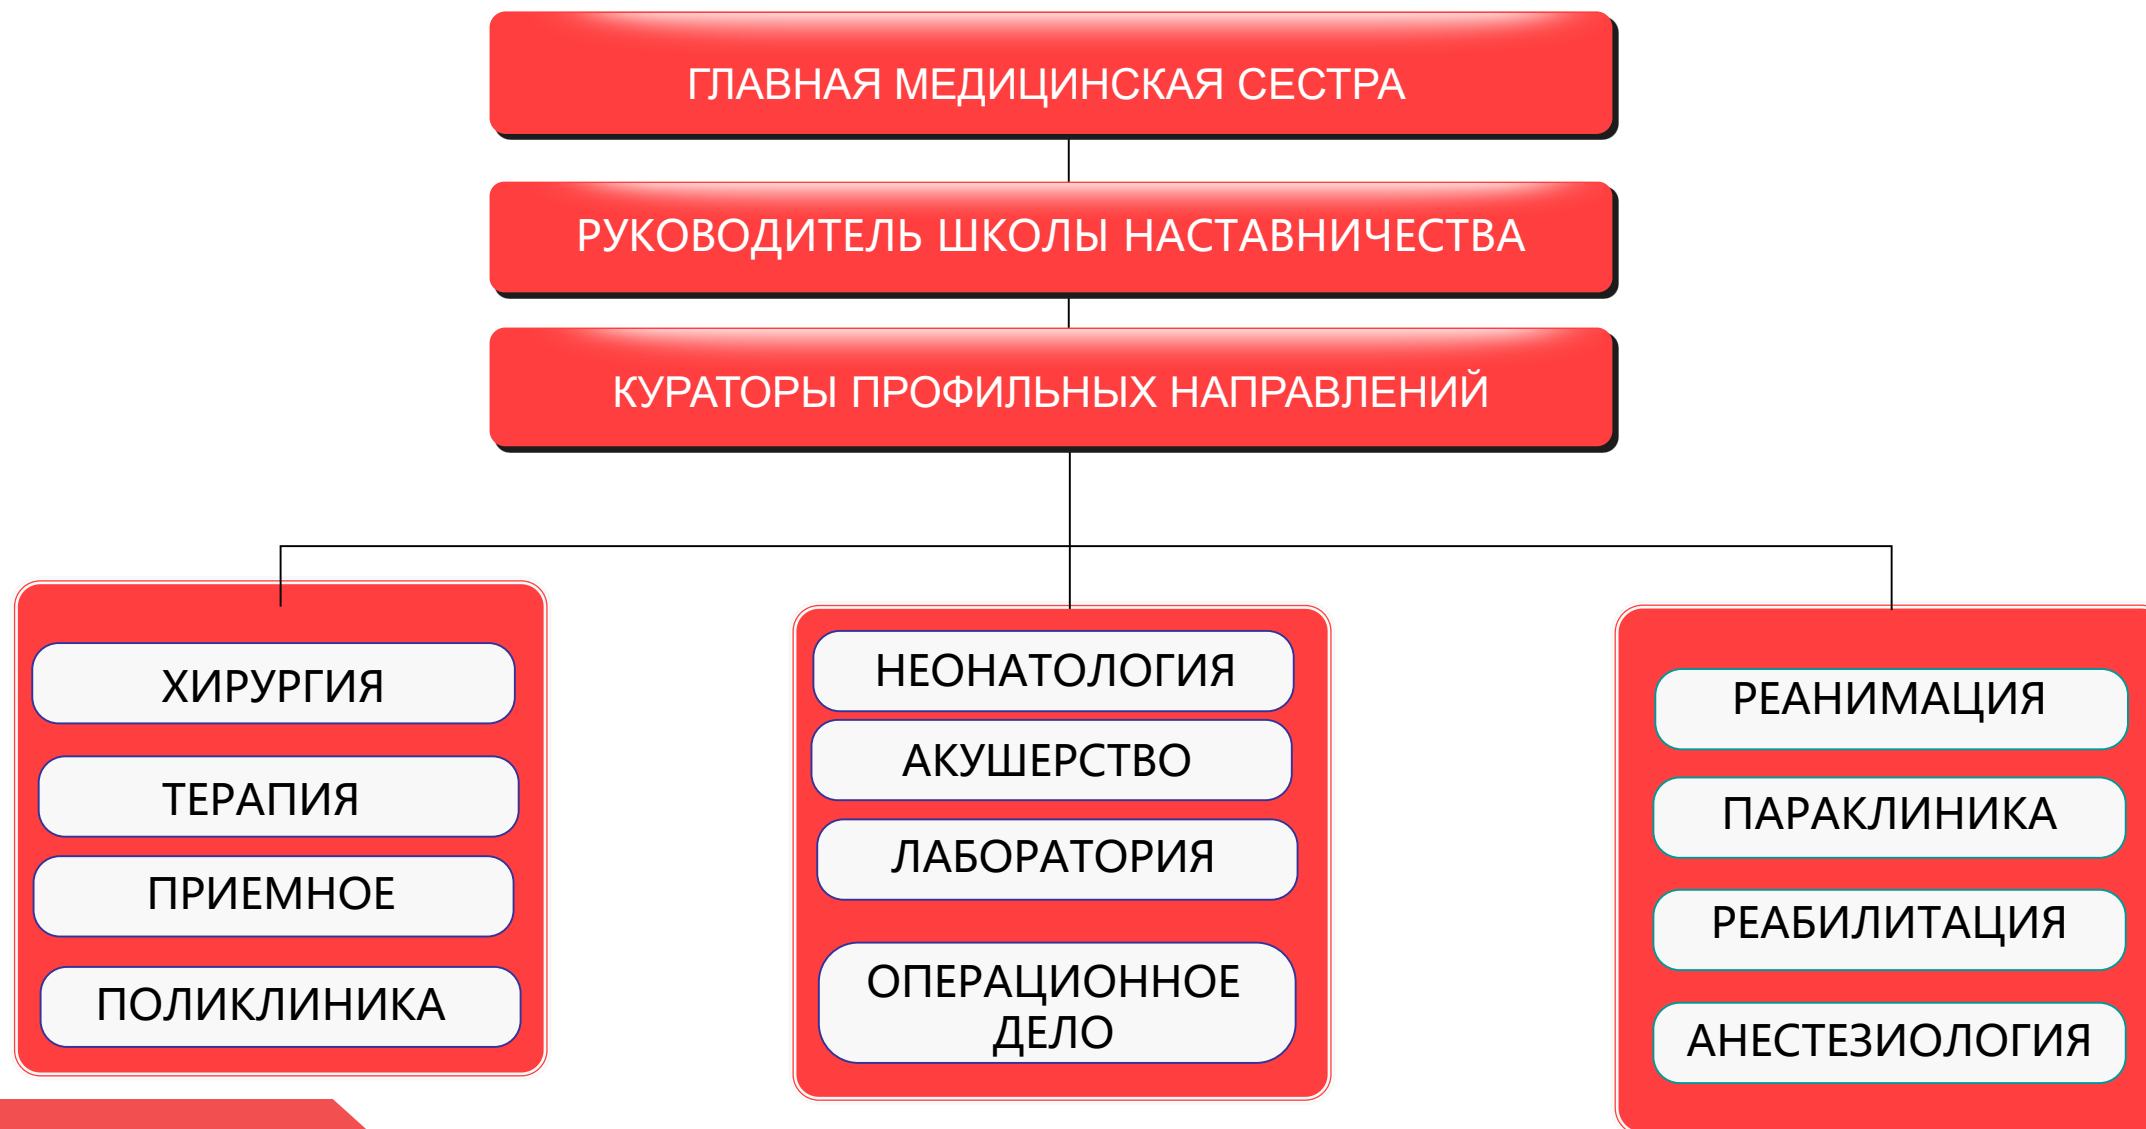 ГЛАВНАЯ МЕДИЦИНСКАЯ СЕСТРА
РУКОВОДИТЕЛЬ ШКОЛЫ НАСТАВНИЧЕСТВА
КУРАТОРЫ ПРОФИЛЬНЫХ НАПРАВЛЕНИЙ
ХИРУРГИЯ
ТЕРАПИЯ
ПРИЕМНОЕ
ПОЛИКЛИНИКА
НЕОНАТОЛОГИЯ
АКУШЕРСТВО
ЛАБОРАТОРИЯ
ОПЕРАЦИОННОЕ
ДЕЛО
РЕАНИМАЦИЯ
ПАРАКЛИНИКА
РЕАБИЛИТАЦИЯ
АНЕСТЕЗИОЛОГИЯ